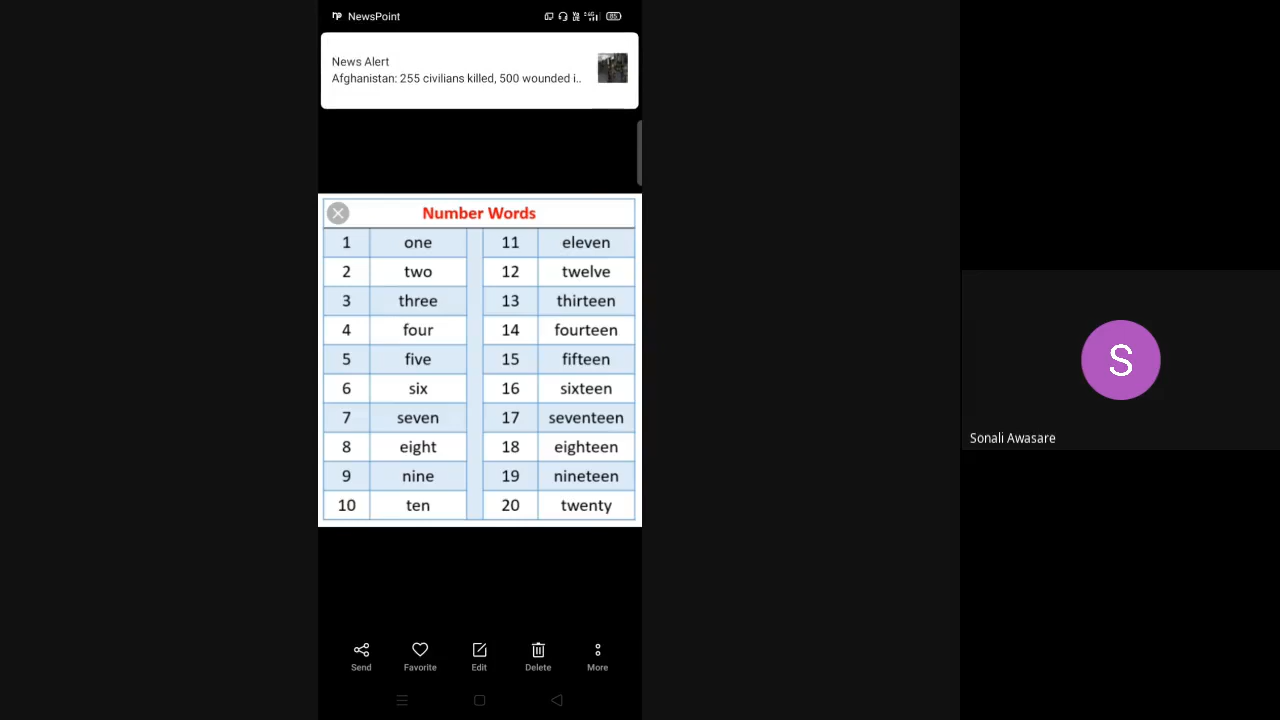 NewsPoint
News Alert
Afghanistan: 255 civilians killed, 500 wounded i..
Number Words
1 one 11 eleven
2 two 12 twelve
3 three 13 thirteen
4 four 14 fourteen
5 five 15 fifteen
6 six 16 sixteen
7 seven 17 seventeen
8 eight 18 eighteen
9 nine 19 nineteen
10 ten 20 twenty
Send Favorite Edit Delete More
S
Sonali Awasare